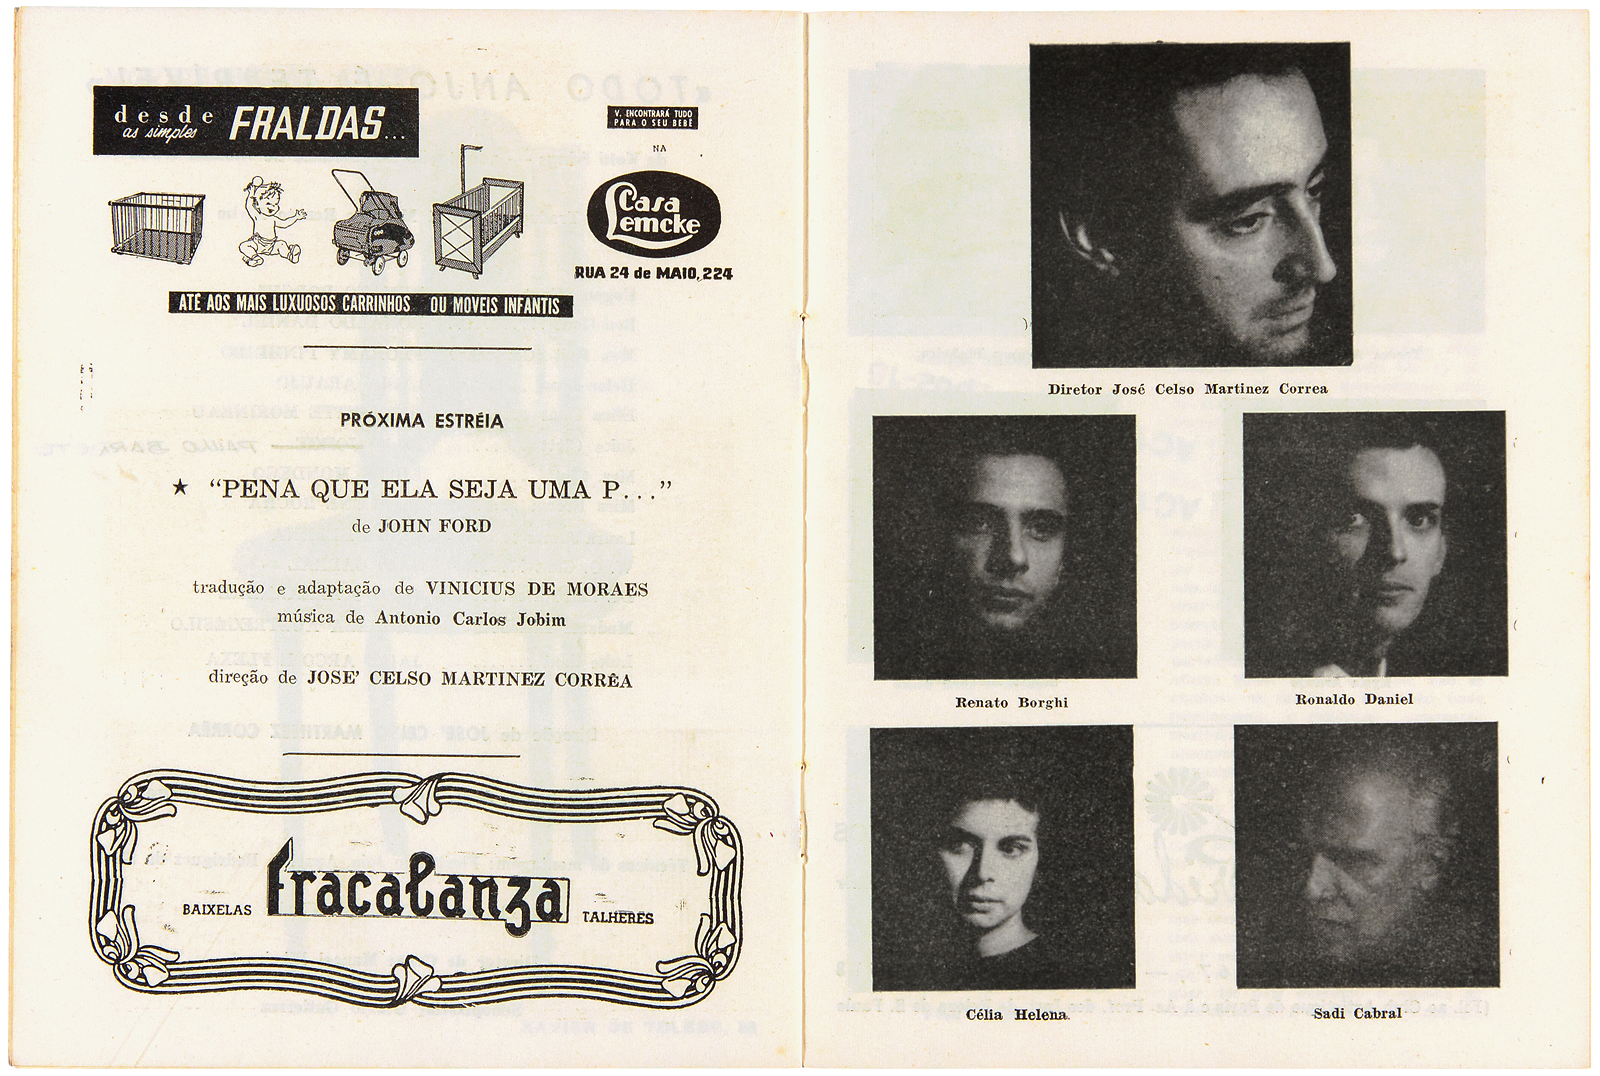 desde
as simples FRALDAS...
V. ENCONTRARÁ TUDO
PARA O SEU BEBÊ
NA
Casa
Lemcke
RUA 24 de MAIO, 224
ATÉ AOS MAIS LUXUOSOS CARRINHOS OU MOVEIS INFANTIS
PRÓXIMA ESTRÉIA
★ "PENA QUE ELA SEJA UMA P..."
de JOHN FORD
tradução e adaptação de VINICIUS DE MORAES
música de Antonio Carlos Jobim
direção de JOSE' CELSO MARTINEZ CORRÊA
BAIXELAS fracalanza TALHERES
Diretor José Celso Martinez Correa
Renato Borghi
Ronaldo Daniel
Célia Helena
Sadi Cabral